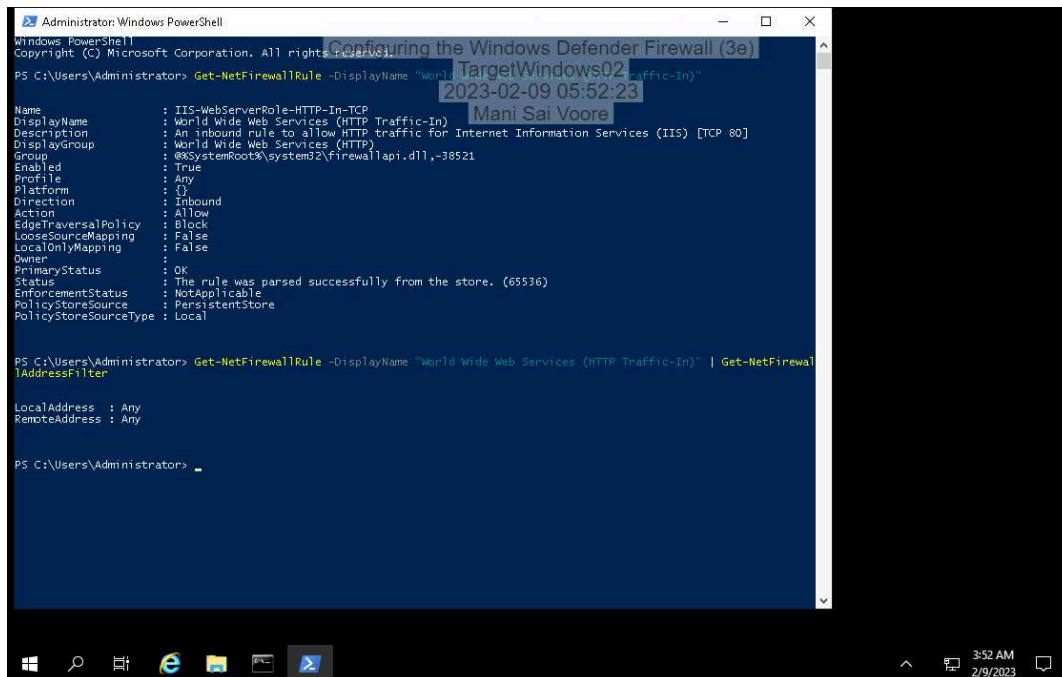 Administrator: Windows PowerShell
Windows PowerShell
Copyright (C) Microsoft Corporation. All rights reserved.
Configuring the Windows Defender Firewall (3e)
TargetWindows02
2023-02-09 05:52:23
Mani Sai Voore
PS C:\Users\Administrator> Get-NetFirewallRule -DisplayName "World Wide Web Services (HTTP Traffic-In)"
Name : IIS-WebServerRole-HTTP-In-TCP
DisplayName : World Wide Web Services (HTTP Traffic-In)
Description : An inbound rule to allow HTTP traffic for Internet Information Services (IIS) [TCP 80]
DisplayGroup : World Wide Web Services (HTTP)
Group : @%SystemRoot%\system32\firewallapi.dll,-38521
Enabled : True
Profile : Any
Platform : {}
Direction : Inbound
Action : Allow
EdgeTraversalPolicy : Block
LooseSourceMapping : False
LocalOnlyMapping : False
Owner :
PrimaryStatus : OK
Status : The rule was parsed successfully from the store. (65536)
EnforcementStatus : NotApplicable
PolicyStoreSource : PersistentStore
PolicyStoreSourceType : Local
PS C:\Users\Administrator> Get-NetFirewallRule -DisplayName "World Wide Web Services (HTTP Traffic-In)" | Get-NetFirewal
lAddressFilter
LocalAddress : Any
RemoteAddress : Any
PS C:\Users\Administrator> _
3:52 AM
2/9/2023